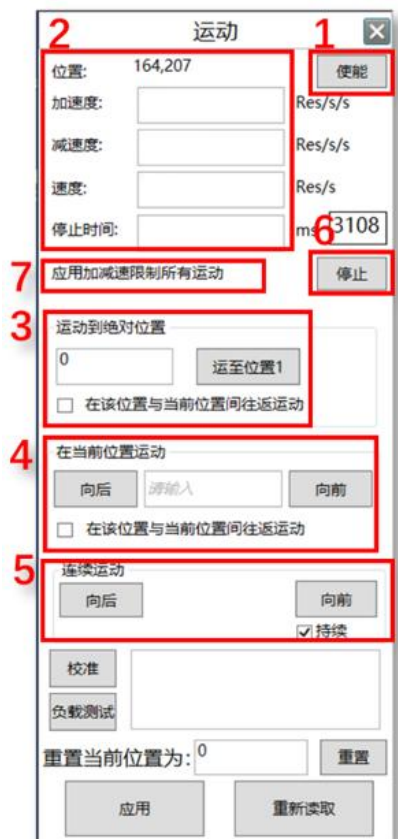 运动
2
1
位置: 164,207 使能
加速度: Res/s/s
减速度: Res/s/s
速度: Res/s
停止时间: ms 3108
6
7
应用加减速限制所有运动 停止
3
运动到绝对位置
0 运至位置1
在该位置与当前位置间往返运动
4
在当前位置运动
向后 请输入 向前
在该位置与当前位置间往返运动
5
连续运动
向后 向前
持续
校准
负载测试
重置当前位置为: 0 重置
应用 重新读取